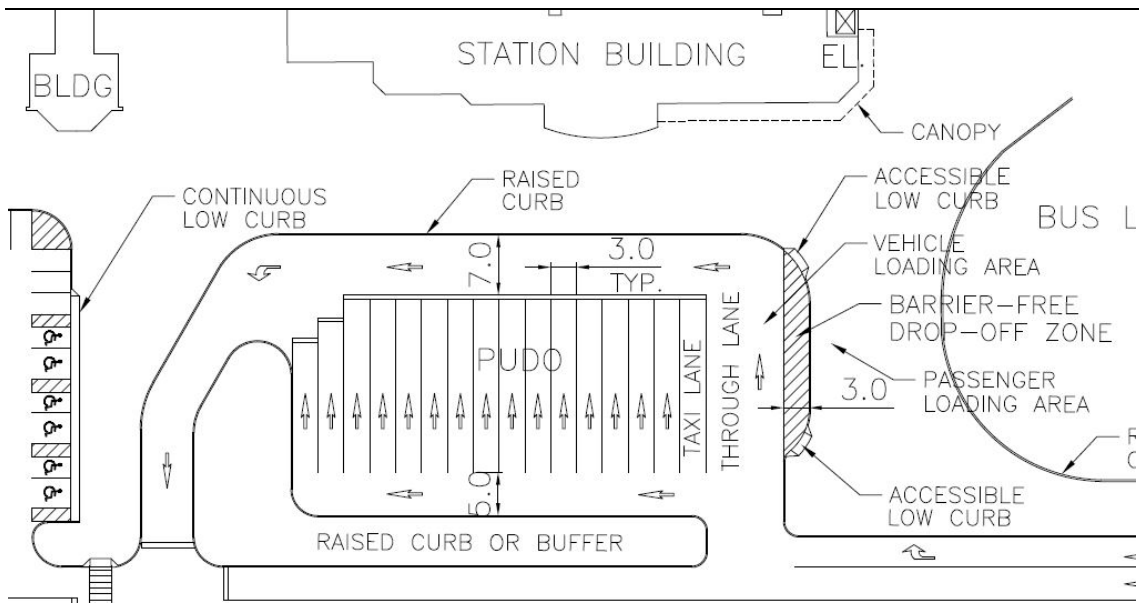 STATION BUILDING
EL.
BLDG
CANOPY
CONTINUOUS
LOW CURB
RAISED
CURB
ACCESSIBLE
LOW CURB
BUS L
VEHICLE
LOADING AREA
7.0
3.0
TYP.
BARRIER-FREE
DROP-OFF ZONE
PUDO
TAXI LANE
THROUGH LANE
3.0
PASSENGER
LOADING AREA
R
C
5.0
ACCESSIBLE
LOW CURB
RAISED CURB OR BUFFER